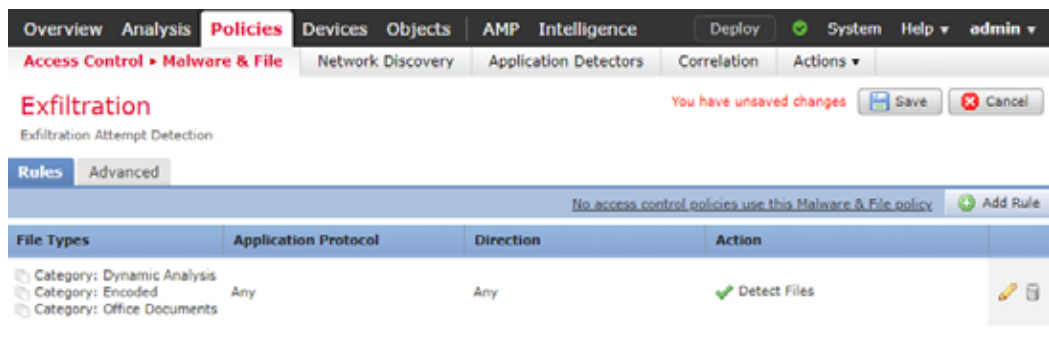 Overview Analysis Policies Devices Objects AMP Intelligence Deploy System Help ▾ admin ▾
Access Control ▸ Malware & File Network Discovery Application Detectors Correlation Actions ▾
Exfiltration
You have unsaved changes Save Cancel
Exfiltration Attempt Detection
Rules Advanced
No access control policies use this Malware & File policy Add Rule
File Types Application Protocol Direction Action
Category: Dynamic Analysis
Category: Encoded Any Any Detect Files
Category: Office Documents